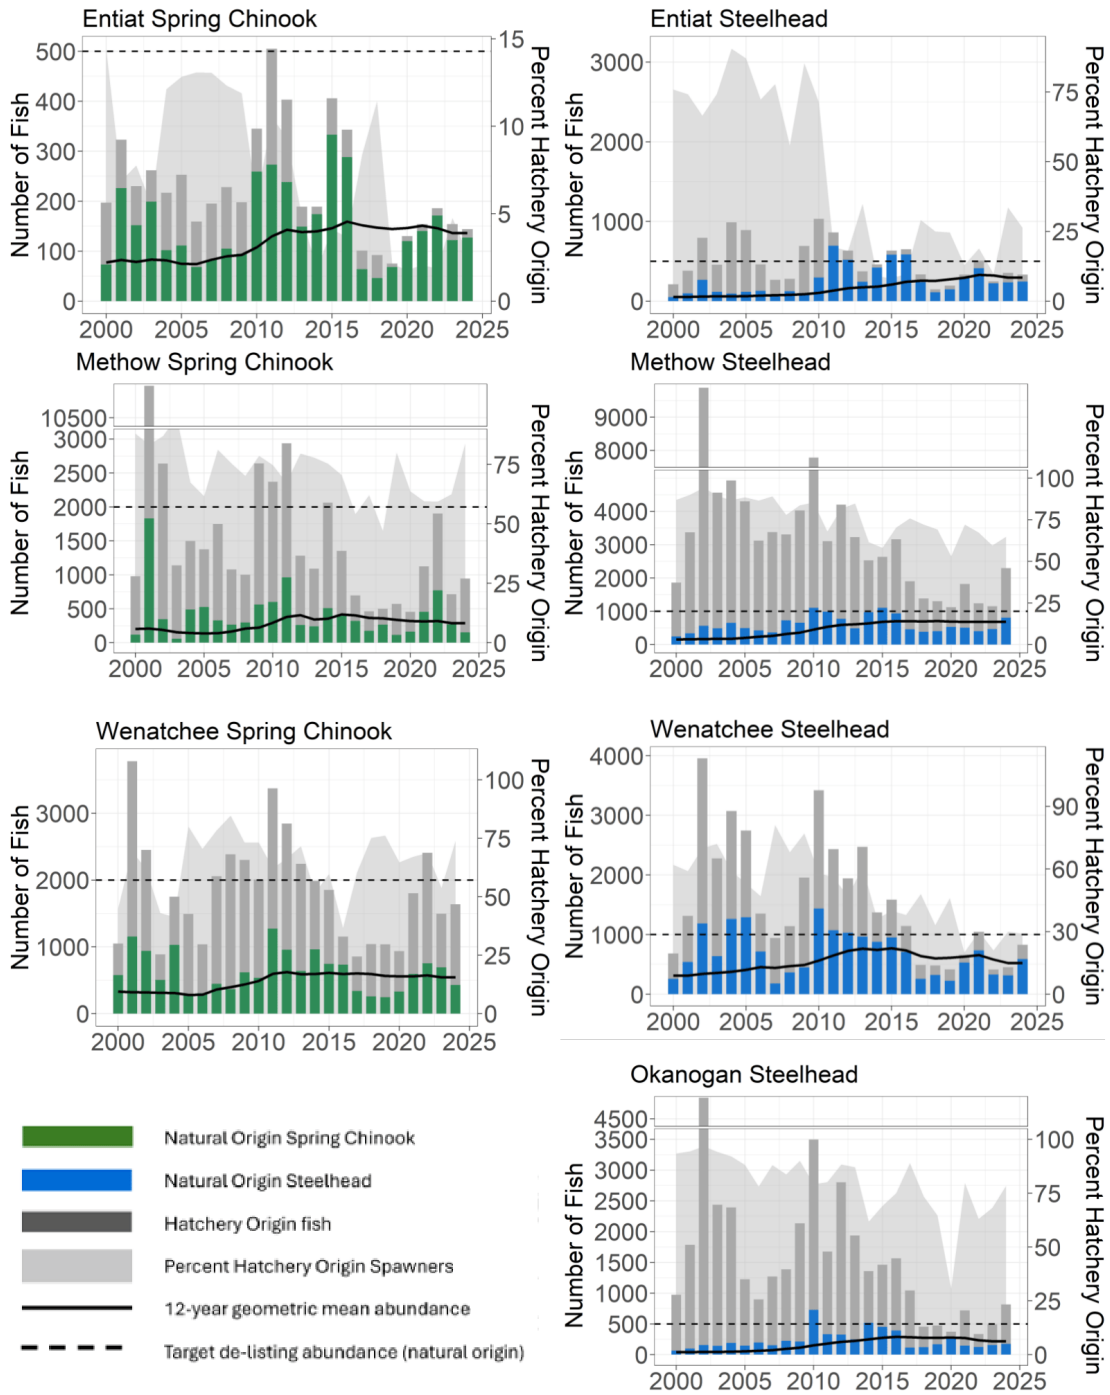 Entiat Spring Chinook
Number of Fish
500
400
300
200
100
0
15
10
5
0
Percent Hatchery Origin
2000 2005 2010 2015 2020 2025
Entiat Steelhead
Number of Fish
3000
2000
1000
0
75
50
25
0
Percent Hatchery Origin
2000 2005 2010 2015 2020 2025
Methow Spring Chinook
Number of Fish
10500
3000
2000
1500
1000
500
0
75
50
25
0
Percent Hatchery Origin
2000 2005 2010 2015 2020 2025
Methow Steelhead
Number of Fish
9000
8000
4000
3000
2000
1000
0
100
75
50
25
0
Percent Hatchery Origin
2000 2005 2010 2015 2020 2025
Wenatchee Spring Chinook
Number of Fish
3000
2000
1000
0
100
75
50
25
0
Percent Hatchery Origin
2000 2005 2010 2015 2020 2025
Wenatchee Steelhead
Number of Fish
4000
3000
2000
1000
0
90
60
30
0
Percent Hatchery Origin
2000 2005 2010 2015 2020 2025
Okanogan Steelhead
Number of Fish
4500
3500
3000
2500
2000
1500
1000
500
0
100
75
50
25
0
Percent Hatchery Origin
2000 2005 2010 2015 2020 2025
Natural Origin Spring Chinook
Natural Origin Steelhead
Hatchery Origin fish
Percent Hatchery Origin Spawners
12-year geometric mean abundance
Target de-listing abundance (natural origin)